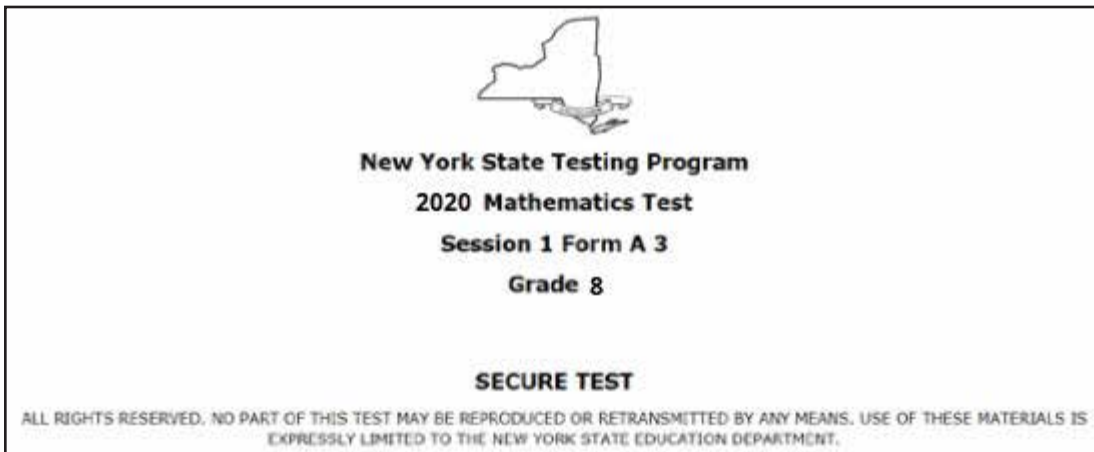 New York State Testing Program
2020 Mathematics Test
Session 1 Form A 3
Grade 8
SECURE TEST
ALL RIGHTS RESERVED. NO PART OF THIS TEST MAY BE REPRODUCED OR RETRANSMITTED BY ANY MEANS. USE OF THESE MATERIALS IS
EXPRESSLY LIMITED TO THE NEW YORK STATE EDUCATION DEPARTMENT.